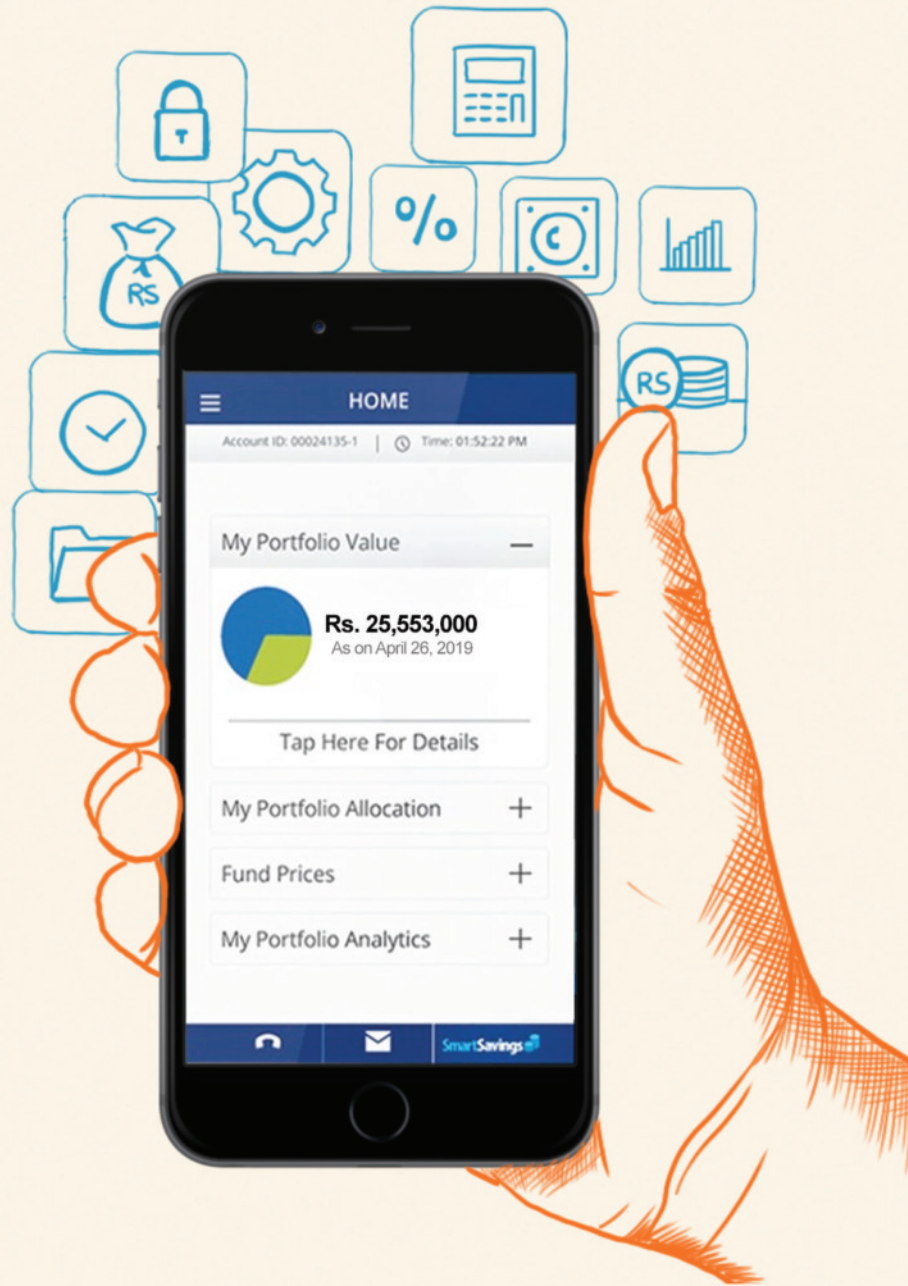 %
RS
RS
HOME
Account ID: 00024135-1 | Time: 01:52:22 PM
My Portfolio Value
Rs. 25,553,000
As on April 26, 2019
Tap Here For Details
My Portfolio Allocation
Fund Prices
My Portfolio Analytics
SmartSavings